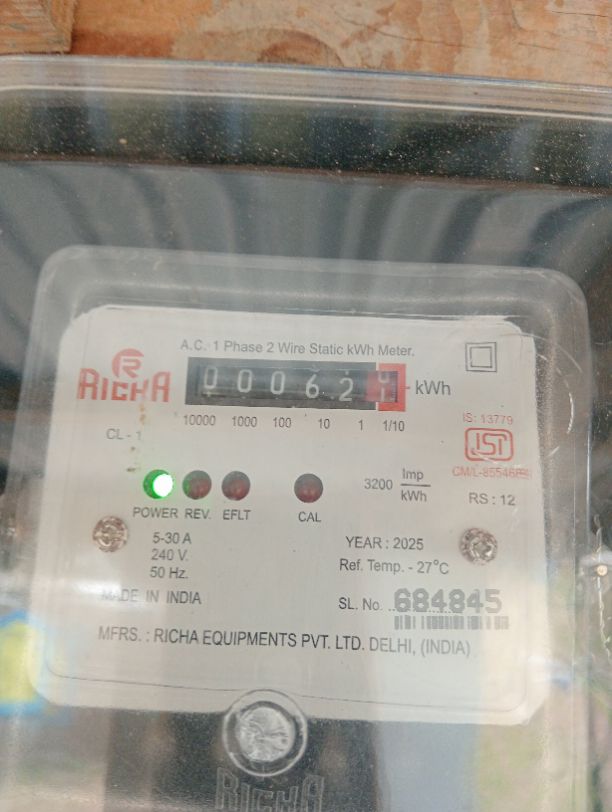 A.C. 1 Phase 2 Wire Static kWh Meter.
RICHA
0 0 0 6 2
kWh
10000 1000 100 10 1 1/10
CL - 1
IS: 13779
ISI
RS : 12
3200 Imp
kWh
POWER REV. EFLT CAL
5-30 A
240 V.
50 Hz.
YEAR : 2025
Ref. Temp. - 27°C
MADE IN INDIA
SL. No. .. 684845
MFRS. : RICHA EQUIPMENTS PVT. LTD. DELHI, (INDIA)
RICHA